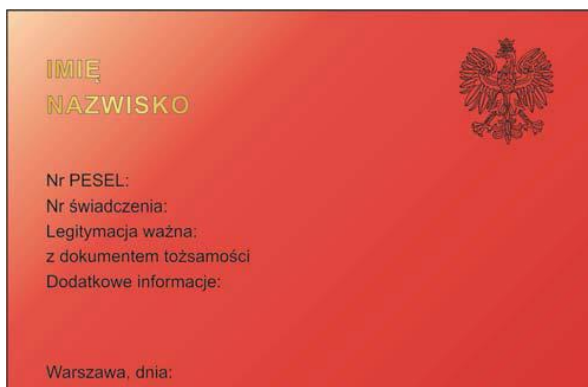 IMIĘ
NAZWISKO
Nr PESEL:
Nr świadczenia:
Legitymacja ważna:
z dokumentem tożsamości
Dodatkowe informacje:
Warszawa, dnia: